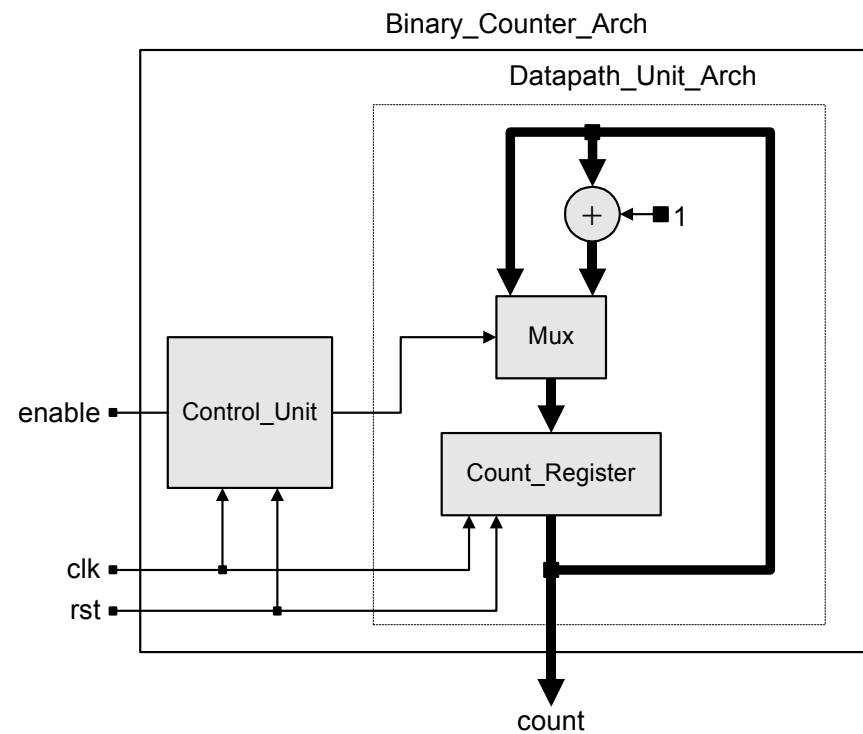 Binary_Counter_Arch
Datapath_Unit_Arch
+
1
Mux
enable
Control_Unit
Count_Register
clk
rst
count